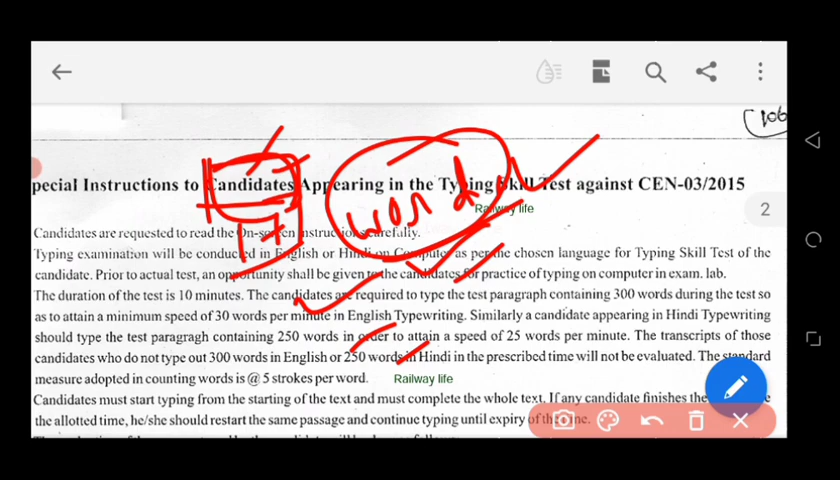 106
pecial Instructions to Candidates Appearing in the Typing Skill Test against CEN-03/2015
2
Railway life
Candidates are requested to read the On-screen instructions carefully.
17
words
Typing examination will be conducted in English or Hindi on Computer as per the chosen language for Typing Skill Test of the
candidate. Prior to actual test, an opportunity shall be given to the candidates for practice of typing on computer in exam. lab.
The duration of the test is 10 minutes. The candidates are required to type the test paragraph containing 300 words during the test so
as to attain a minimum speed of 30 words per minute in English Typewriting. Similarly a candidate appearing in Hindi Typewriting
should type the test paragragh containing 250 words in order to attain a speed of 25 words per minute. The transcripts of those
candidates who do not type out 300 words in English or 250 words in Hindi in the prescribed time will not be evaluated. The standard
measure adopted in counting words is @ 5 strokes per word.
Railway life
Candidates must start typing from the starting of the text and must complete the whole text. If any candidate finishes the
the allotted time, he/she should restart the same passage and continue typing until expiry of the time.